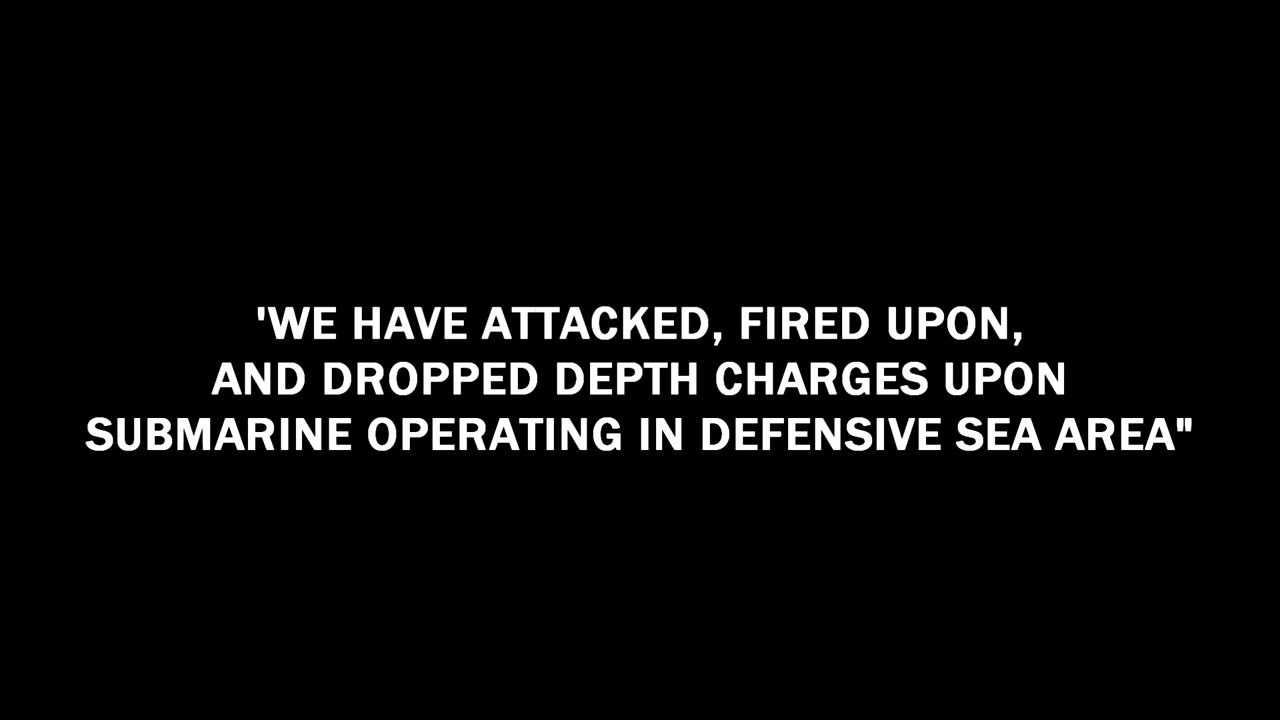 'WE HAVE ATTACKED, FIRED UPON,
AND DROPPED DEPTH CHARGES UPON
SUBMARINE OPERATING IN DEFENSIVE SEA AREA"